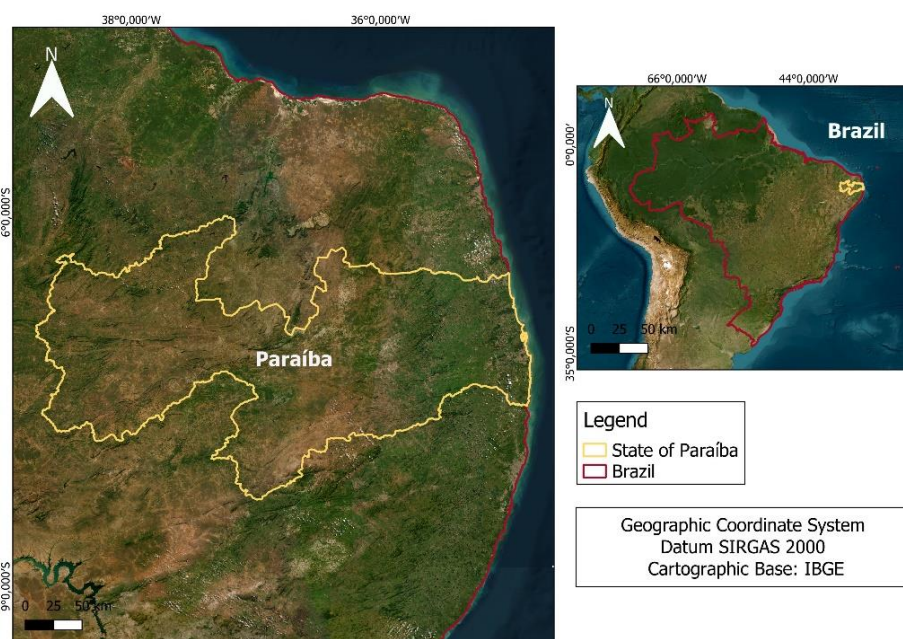 38°0,000'W
36°0,000'W
N
6°0,000'S
Paraíba
9°0,000'S
0 25 50 km
66°0,000'W
44°0,000'W
N
Brazil
0°0,000'
35°0,000'S
0 25 50 km
Legend
State of Paraíba
Brazil
Geographic Coordinate System
Datum SIRGAS 2000
Cartographic Base: IBGE